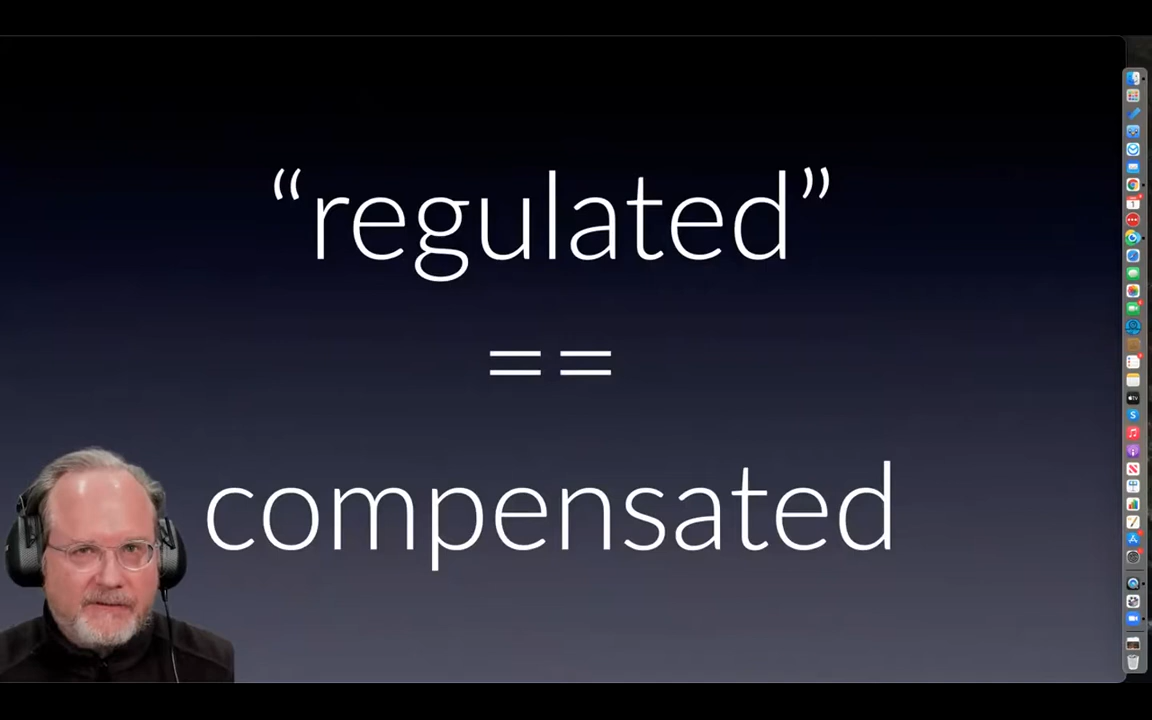 “regulated”
==
compensated